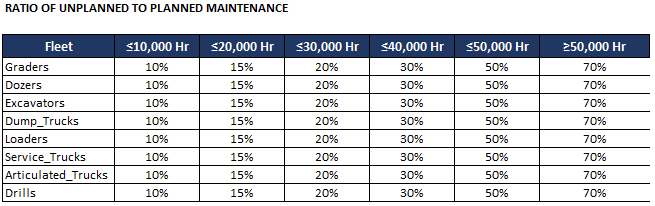 RATIO OF UNPLANNED TO PLANNED MAINTENANCE
Fleet ≤10,000 Hr ≤20,000 Hr ≤30,000 Hr ≤40,000 Hr ≤50,000 Hr ≥50,000 Hr
Graders 10% 15% 20% 30% 50% 70%
Dozers 10% 15% 20% 30% 50% 70%
Excavators 10% 15% 20% 30% 50% 70%
Dump_Trucks 10% 15% 20% 30% 50% 70%
Loaders 10% 15% 20% 30% 50% 70%
Service_Trucks 10% 15% 20% 30% 50% 70%
Articulated_Trucks 10% 15% 20% 30% 50% 70%
Drills 10% 15% 20% 30% 50% 70%